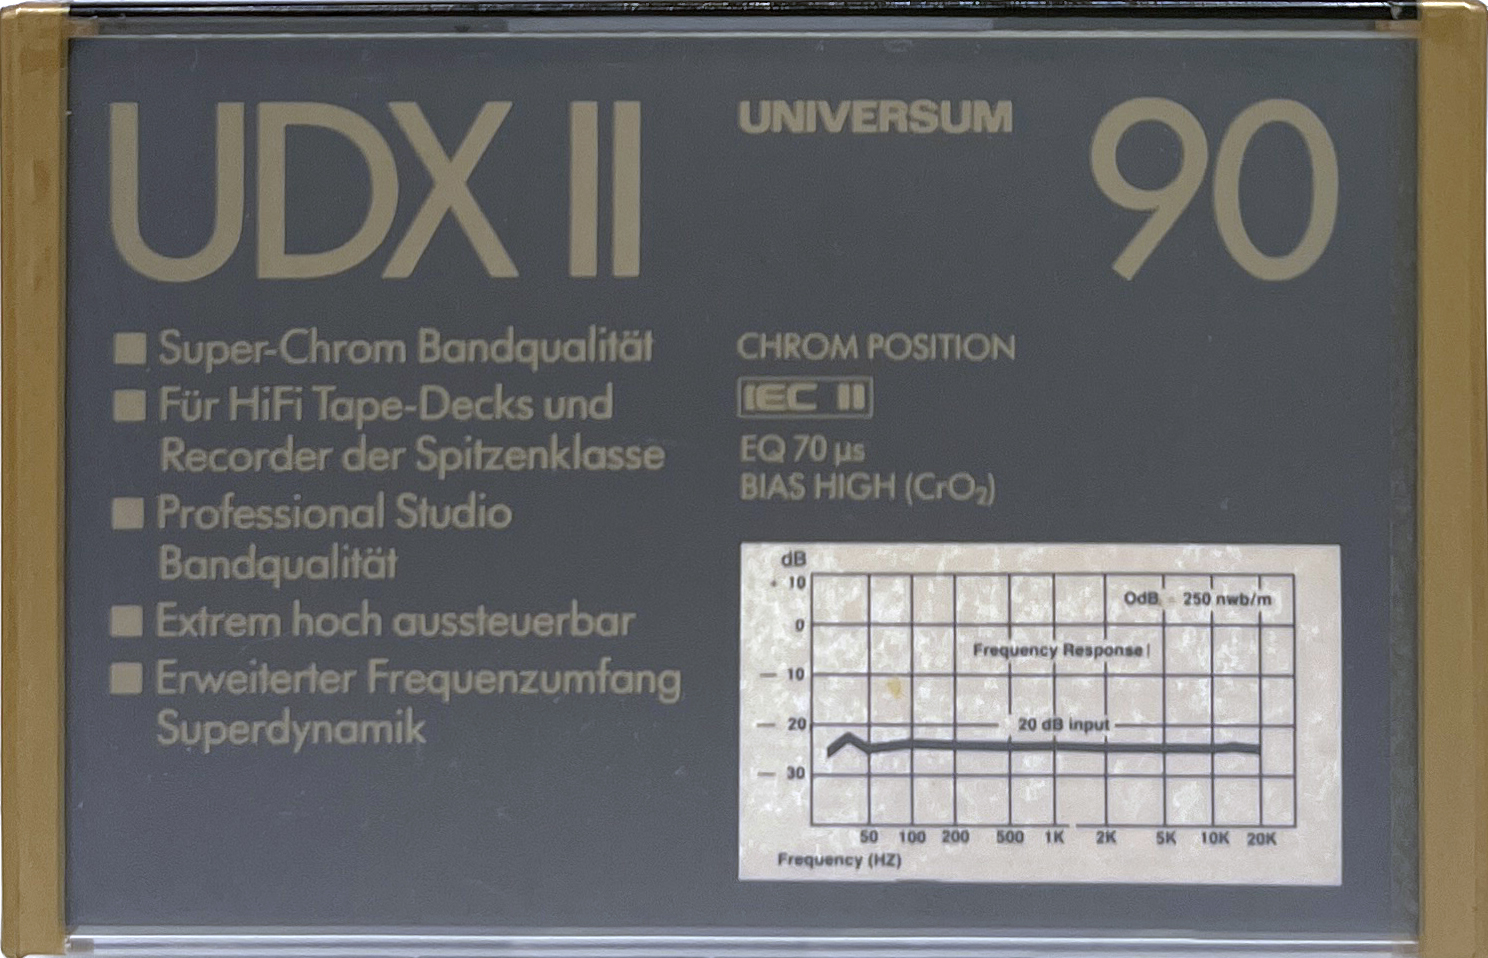 UDX II
UNIVERSUM
90
Super-Chrom Bandqualität
Für HiFi Tape-Decks und
Recorder der Spitzenklasse
Professional Studio
Bandqualität
Extrem hoch aussteuerbar
Erweiterter Frequenzumfang
Superdynamik
CHROM POSITION
IEC II
EQ 70 µs
BIAS HIGH (CrO₂)
dB
+ 10
0
— 10
— 20
— 30
OdB = 250 nwb/m
Frequency Response
20 dB input
50 100 200 500 1K 2K 5K 10K 20K
Frequency (HZ)